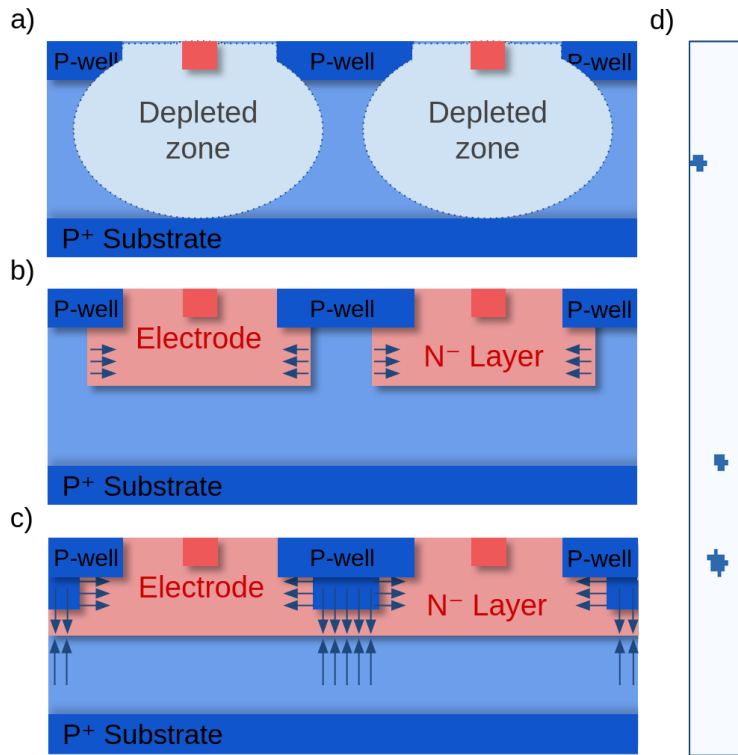 a)
d)
P-well P-well P-well
Depleted Depleted
zone zone
P⁺ Substrate
b)
P-well P-well P-well
Electrode
N⁻ Layer
P⁺ Substrate
c)
P-well P-well P-well
Electrode
N⁻ Layer
P⁺ Substrate